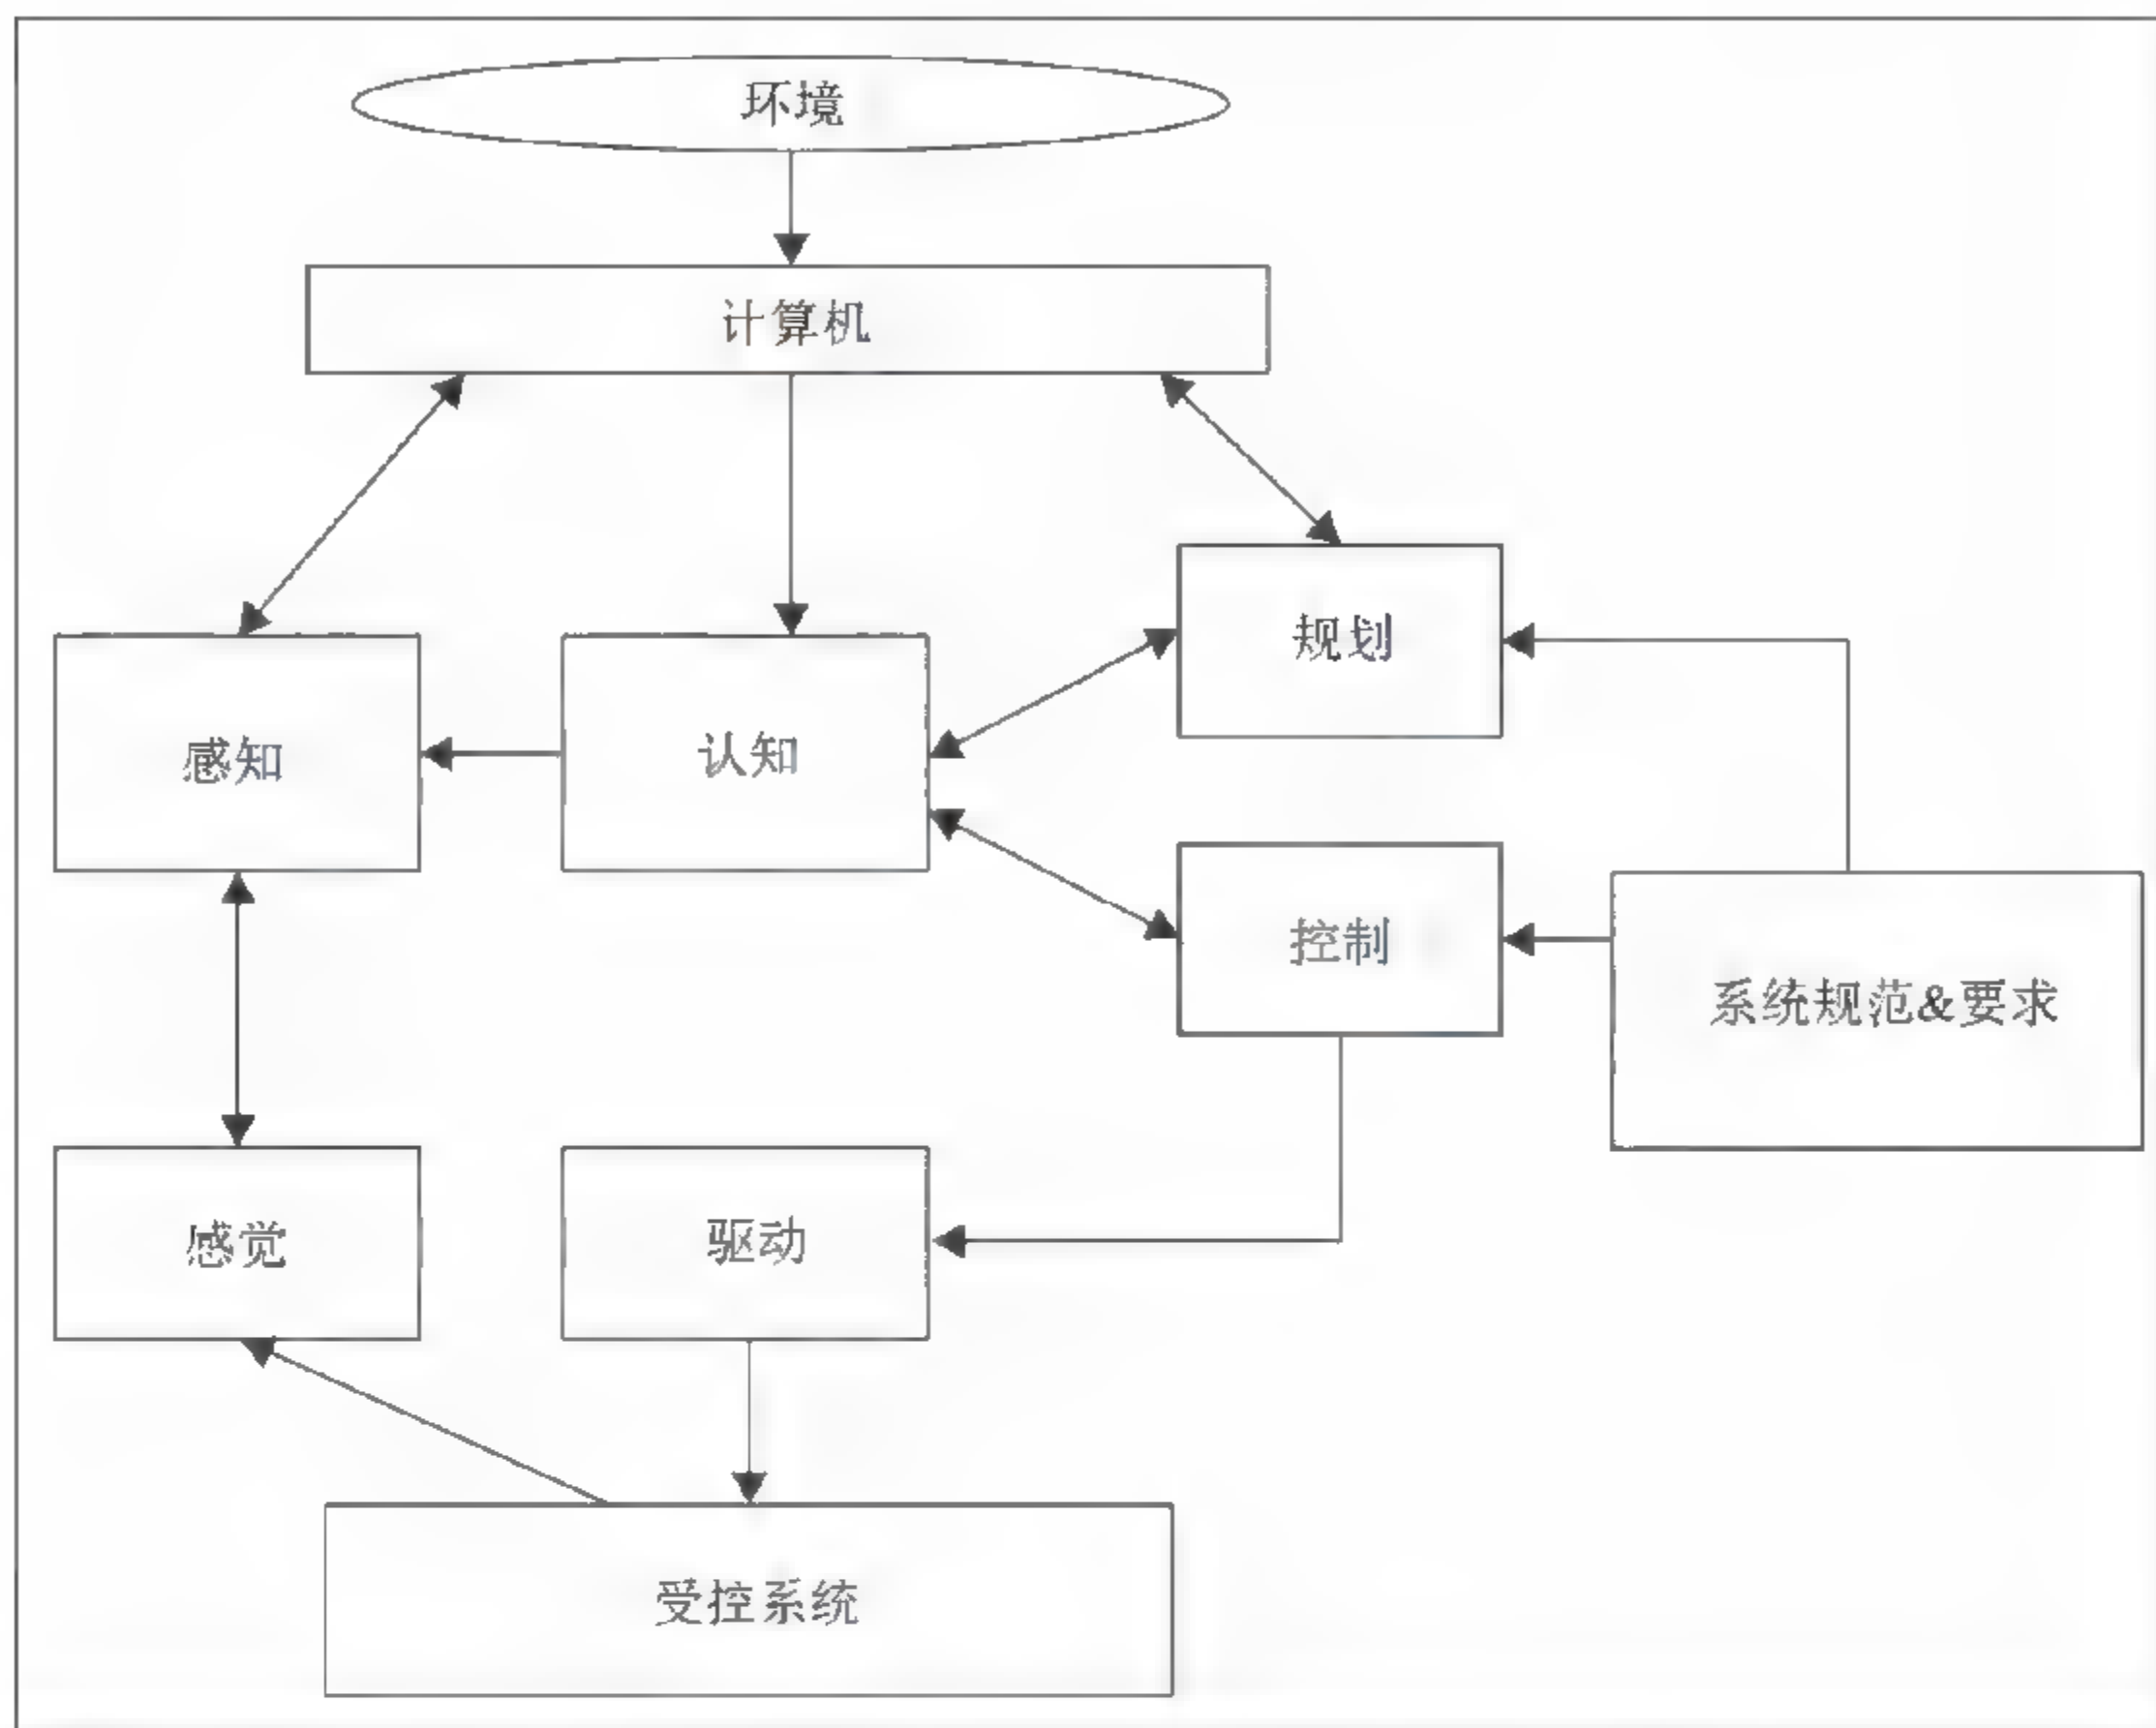 环境
计算机
规划
感知
认知
控制
系统规范&要求
感觉
驱动
受控系统